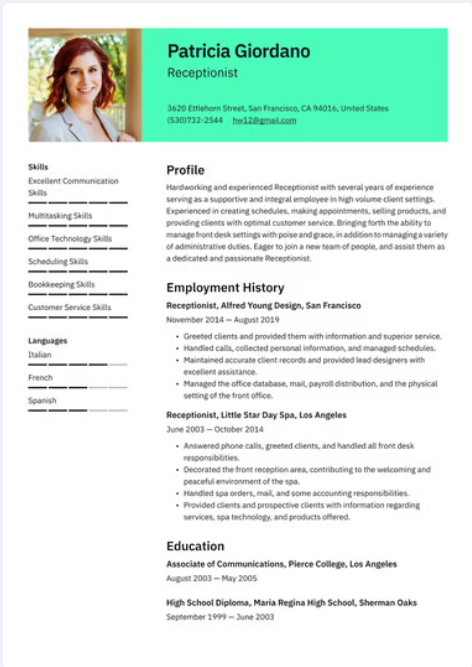 Patricia Giordano
Receptionist
3620 Ettlehorn Street, San Francisco, CA 94016, United States
(530)732-2544 hw12@gmail.com
Skills
Excellent Communication
Skills
Multitasking Skills
Office Technology Skills
Scheduling Skills
Bookkeeping Skills
Customer Service Skills
Languages
Italian
French
Spanish
Profile
Hardworking and experienced Receptionist with several years of experience
serving as a supportive and integral employee in high volume client settings.
Experienced in creating schedules, making appointments, selling products, and
providing clients with optimal customer service. Bringing forth the ability to
manage front desk settings with poise and grace, in addition to managing a variety
of administrative duties. Eager to join a new team of people, and assist them as
a dedicated and passionate Receptionist.
Employment History
Receptionist, Alfred Young Design, San Francisco
November 2014 — August 2019
• Greeted clients and provided them with information and superior service.
• Handled calls, collected personal information, and managed schedules.
• Maintained accurate client records and provided lead designers with
excellent assistance.
• Managed the office database, mail, payroll distribution, and the physical
setting of the front office.
Receptionist, Little Star Day Spa, Los Angeles
June 2003 — October 2014
• Answered phone calls, greeted clients, and handled all front desk
responsibilities.
• Decorated the front reception area, contributing to the welcoming and
peaceful environment of the spa.
• Handled spa orders, mail, and some accounting responsibilities.
• Provided clients and prospective clients with information regarding
services, spa technology, and products offered.
Education
Associate of Communications, Pierce College, Los Angeles
August 2003 — May 2005
High School Diploma, Maria Regina High School, Sherman Oaks
September 1999 — June 2003